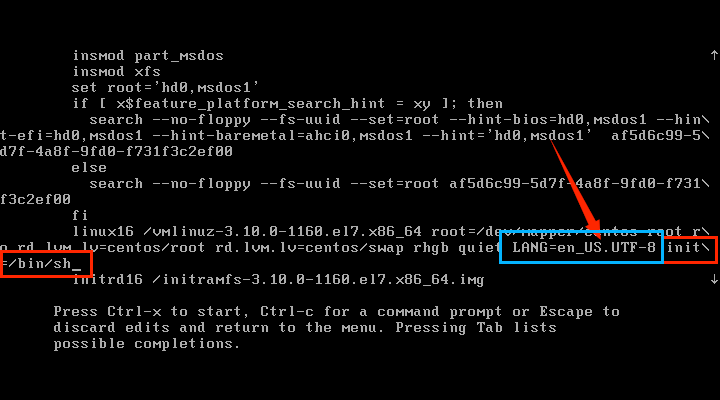 insmod part_msdos
insmod xfs
set root='hd0,msdos1'
if [ x$feature_platform_search_hint = xy ]; then
search --no-floppy --fs-uuid --set=root --hint-bios=hd0,msdos1 --hin\
t-efi=hd0,msdos1 --hint-baremetal=ahci0,msdos1 --hint='hd0,msdos1'  af5d6c99-5\
d7f-4a8f-9fd0-f731f3c2ef00
else
search --no-floppy --fs-uuid --set=root af5d6c99-5d7f-4a8f-9fd0-f731\
f3c2ef00
fi
linux16 /vmlinuz-3.10.0-1160.el7.x86_64 root=/dev/mapper/centos-root r\
o rd.lvm.lv=centos/root rd.lvm.lv=centos/swap rhgb quiet LANG=en_US.UTF-8 init\
=/bin/sh_
initrd16 /initramfs-3.10.0-1160.el7.x86_64.img
Press Ctrl-x to start, Ctrl-c for a command prompt or Escape to
discard edits and return to the menu. Pressing Tab lists
possible completions.